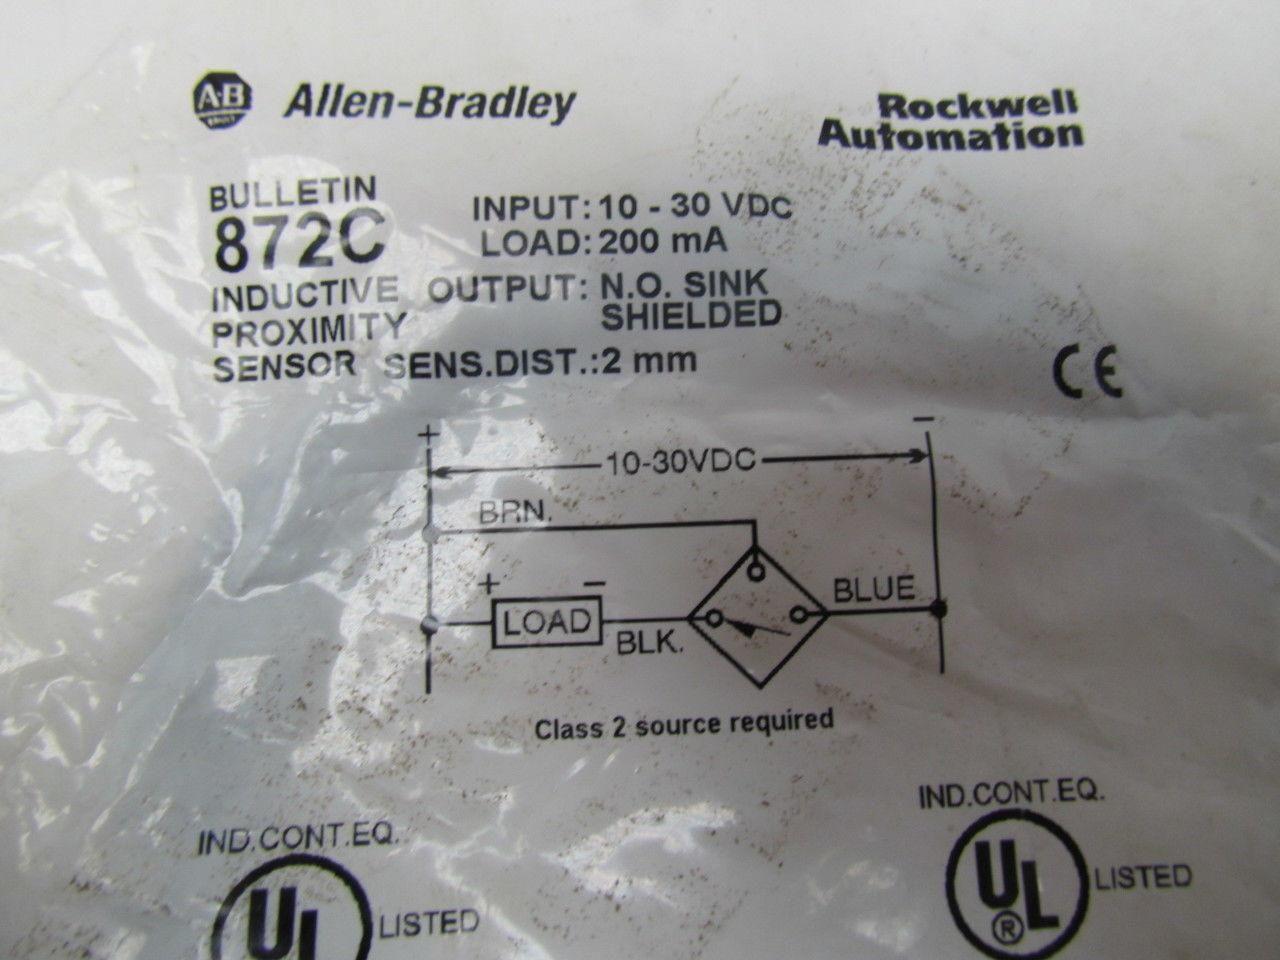 A-B
Allen-Bradley
Rockwell
Automation
BULLETIN
872C
INDUCTIVE
PROXIMITY
SENSOR
INPUT: 10 - 30 VDC
LOAD: 200 mA
OUTPUT: N.O. SINK
SHIELDED
SENS.DIST.:2 mm
CE
+
-
10-30VDC
BRN.
+
-
LOAD
BLK.
BLUE
Class 2 source required
IND.CONT.EQ.
UL
LISTED
IND.CONT.EQ.
UL
®
LISTED